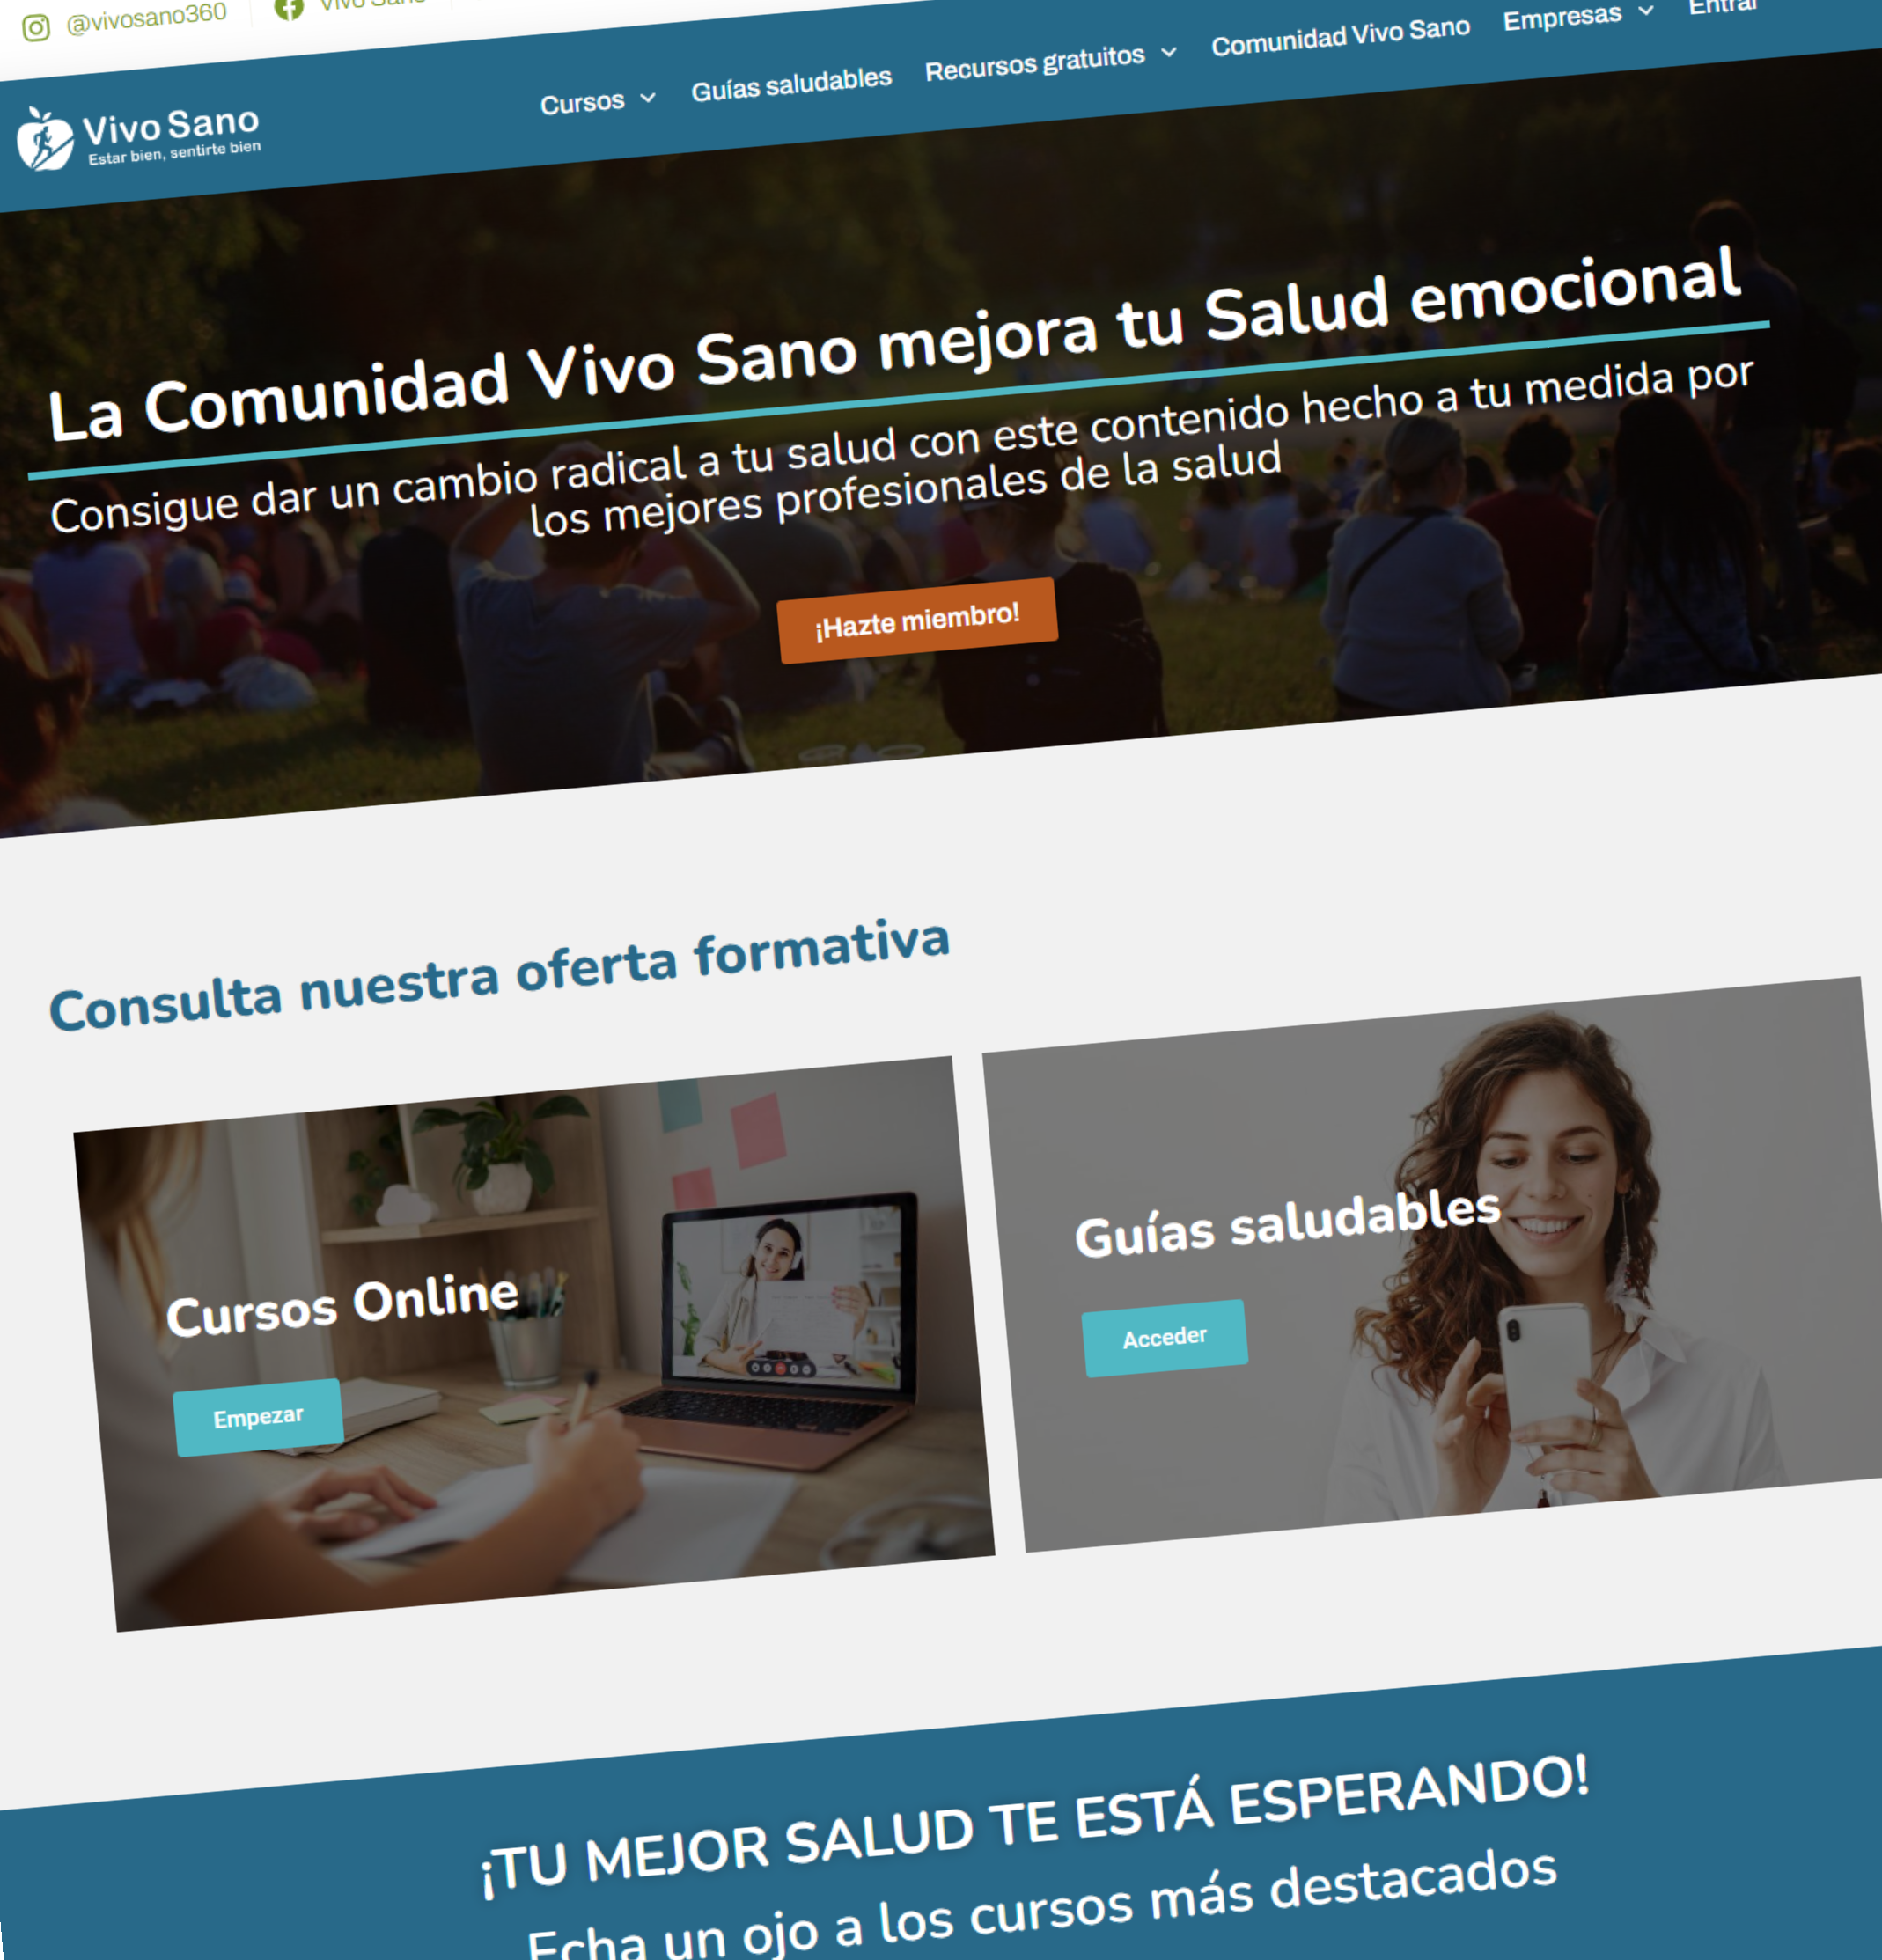 @vivosano360
Vivo Sano
Vivo Sano
Estar bien, sentirte bien
Cursos
Guías saludables
Recursos gratuitos
Comunidad Vivo Sano
Empresas
Entrar
La Comunidad Vivo Sano mejora tu Salud emocional
Consigue dar un cambio radical a tu salud con este contenido hecho a tu medida por
los mejores profesionales de la salud
¡Hazte miembro!
Consulta nuestra oferta formativa
Cursos Online
Empezar
Guías saludables
Acceder
¡TU MEJOR SALUD TE ESTÁ ESPERANDO!
Echa un ojo a los cursos más destacados